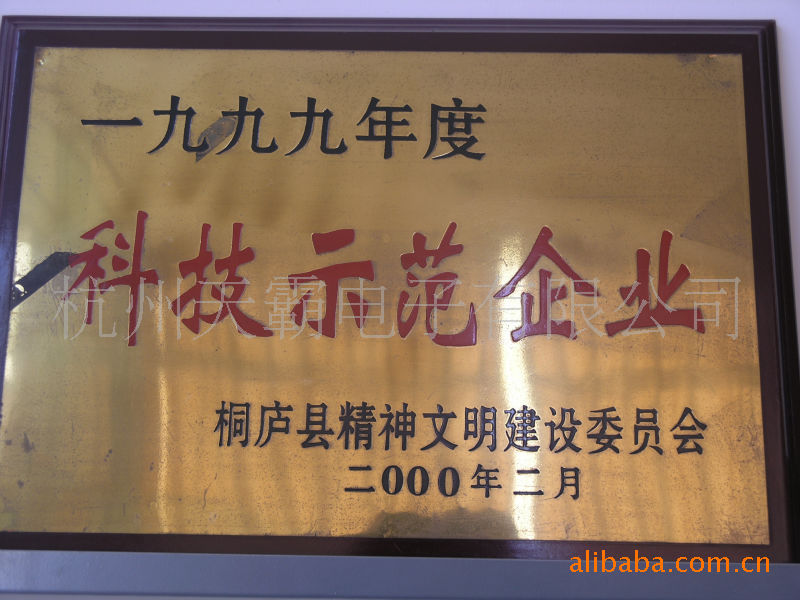 一九九九年度
科技示范企业
杭州天霸电子有限公司
桐庐县精神文明建设委员会
二000年二月
alibaba.com.cn